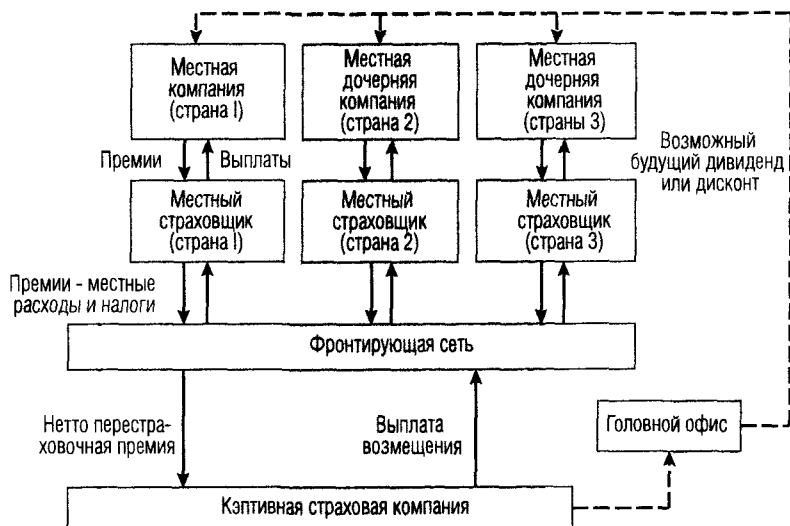 Местная
компания
(страна I)
Местная
дочерняя
компания
(страна 2)
Местная
дочерняя
компания
(страны 3)
Премии
Выплаты
Возможный
будущий дивиденд
или дисконт
Местный
страховщик
(страна I)
Местный
страховщик
(страна 2)
Местный
страховщик
(страна 3)
Премии - местные
расходы и налоги
Фронтирующая сеть
Нетто перестра-
ховочная премия
Выплата
возмещения
Головной офис
Кэптивная страховая компания